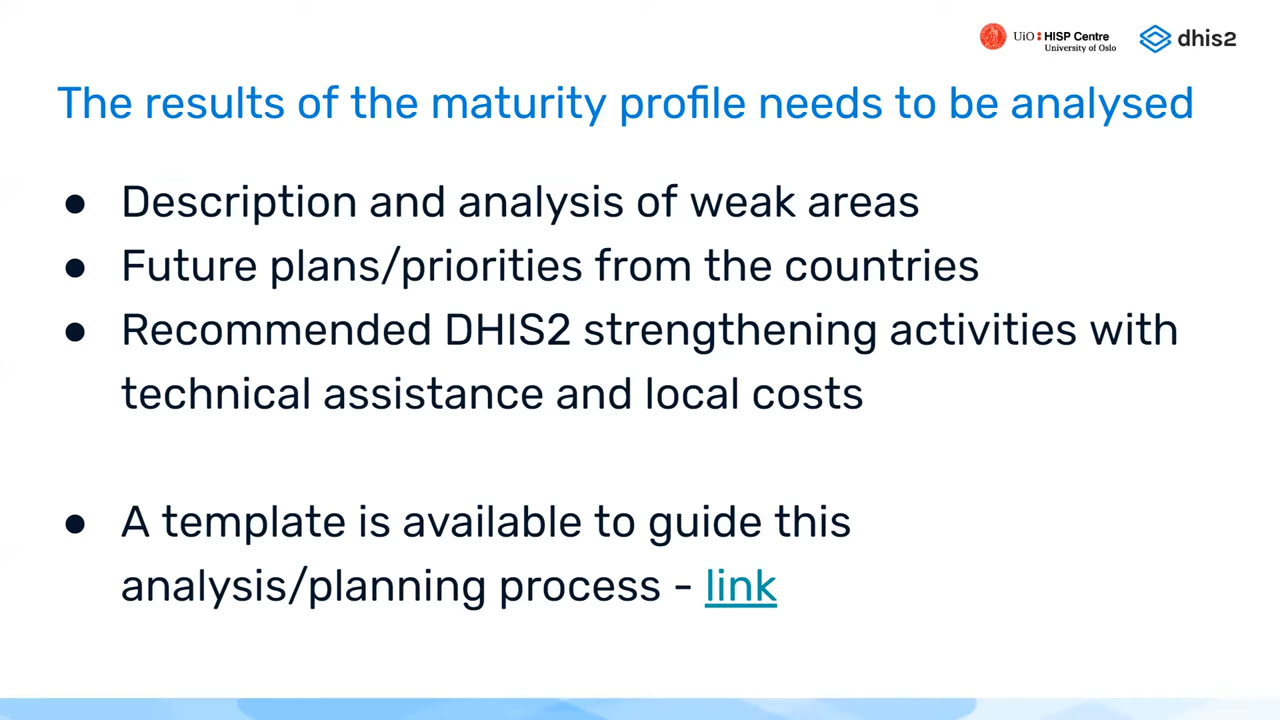 UiO HISP Centre
University of Oslo
dhis2
The results of the maturity profile needs to be analysed
● Description and analysis of weak areas
● Future plans/priorities from the countries
● Recommended DHIS2 strengthening activities with
technical assistance and local costs
● A template is available to guide this
analysis/planning process - link